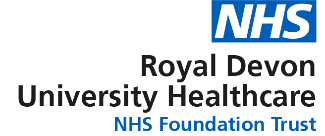 NHS
Royal Devon
University Healthcare
NHS Foundation Trust